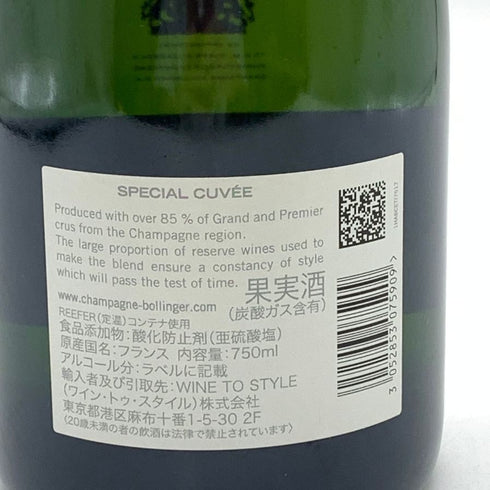 SPECIAL CUVÉE
Produced with over 85 % of Grand and Premier
crus from the Champagne region.
The large proportion of reserve wines used to
make the blend ensure a constancy of style
which will pass the test of time.
果実酒
www.champagne-bollinger.com
(炭酸ガス含有)
REEFER(定温)コンテナ使用
食品添加物:酸化防止剤(亜硫酸塩)
原産国名:フランス 内容量:750ml
アルコール分:ラベルに記載
輸入者及び引取先:WINE TO STYLE
(ワイン・トゥ・スタイル)株式会社
東京都港区麻布十番1-5-30 2F
〈20歳未満の者の飲酒は法律で禁止されています〉
3 052853 075909